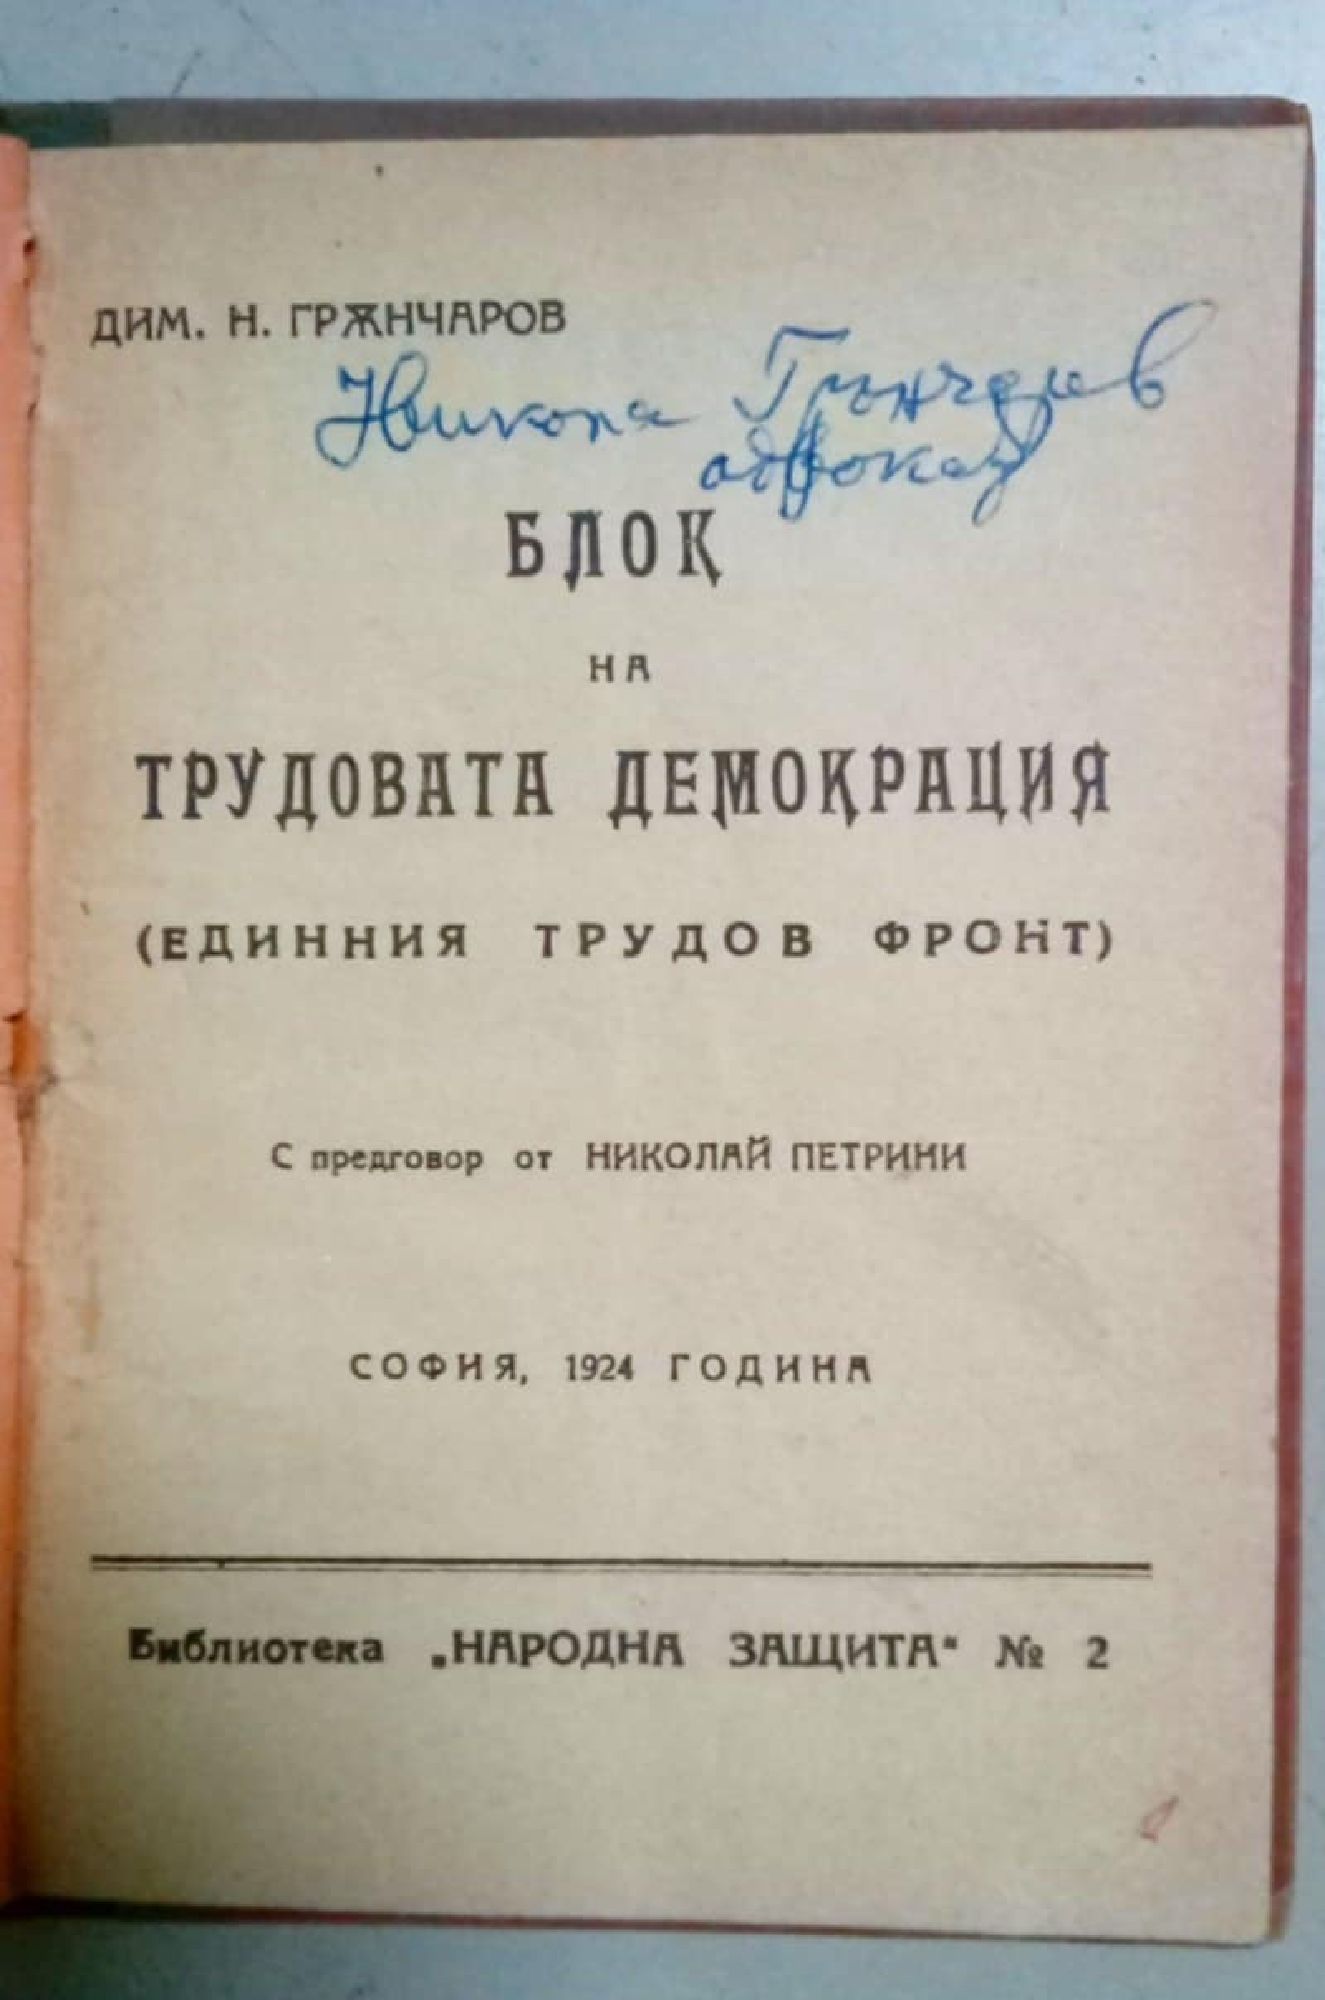 ДИМ. Н. ГРѪНЧАРОВ
Никола Грънчаров
адвокат
БЛОК
НА
ТРУДОВАТА ДЕМОКРАЦИЯ
(ЕДИННИЯ ТРУДОВ ФРОНТ)
С предговор от НИКОЛАЙ ПЕТРИНИ
СОФИЯ, 1924 ГОДИНА
Библиотека „НАРОДНА ЗАЩИТА“ № 2